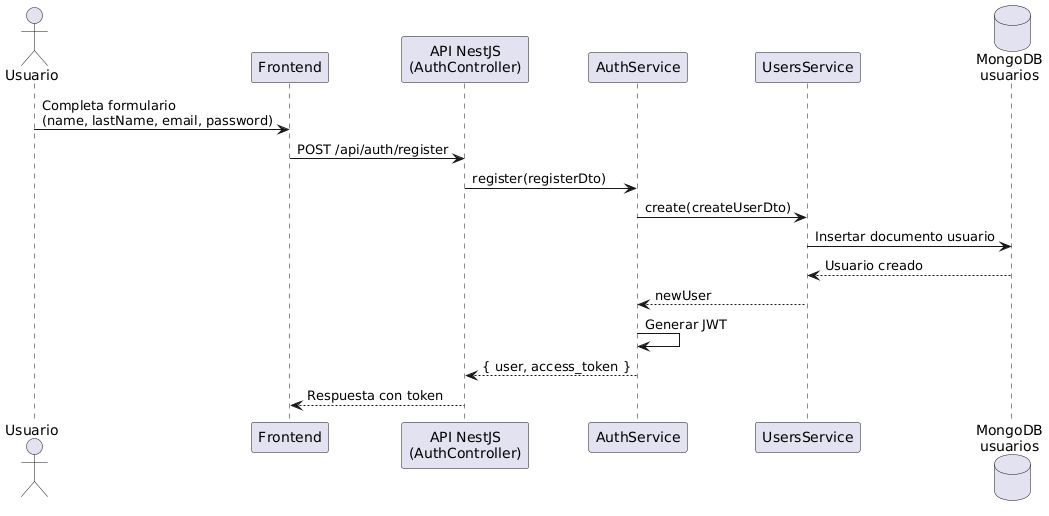 Usuario
Frontend
API NestJS
(AuthController)
AuthService
UsersService
MongoDB
usuarios
Completa formulario
(name, lastName, email, password)
POST /api/auth/register
register(registerDto)
create(createUserDto)
Insertar documento usuario
Usuario creado
newUser
Generar JWT
{ user, access_token }
Respuesta con token
Usuario
Frontend
API NestJS
(AuthController)
AuthService
UsersService
MongoDB
usuarios